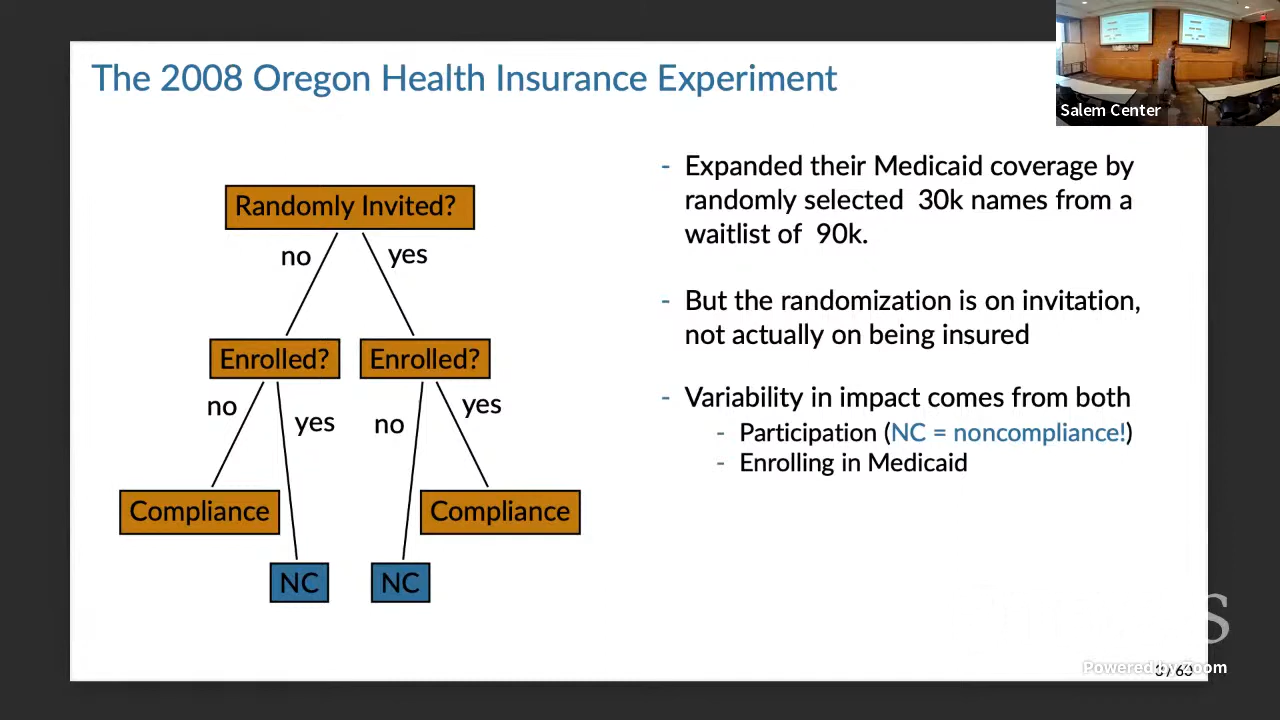 The 2008 Oregon Health Insurance Experiment
Salem Center
Randomly Invited?
no
yes
Enrolled?
Enrolled?
no
yes
no
yes
Compliance
Compliance
NC
NC
- Expanded their Medicaid coverage by
randomly selected 30k names from a
waitlist of 90k.
- But the randomization is on invitation,
not actually on being insured
- Variability in impact comes from both
- Participation (NC = noncompliance!)
- Enrolling in Medicaid
Powered by Zoom